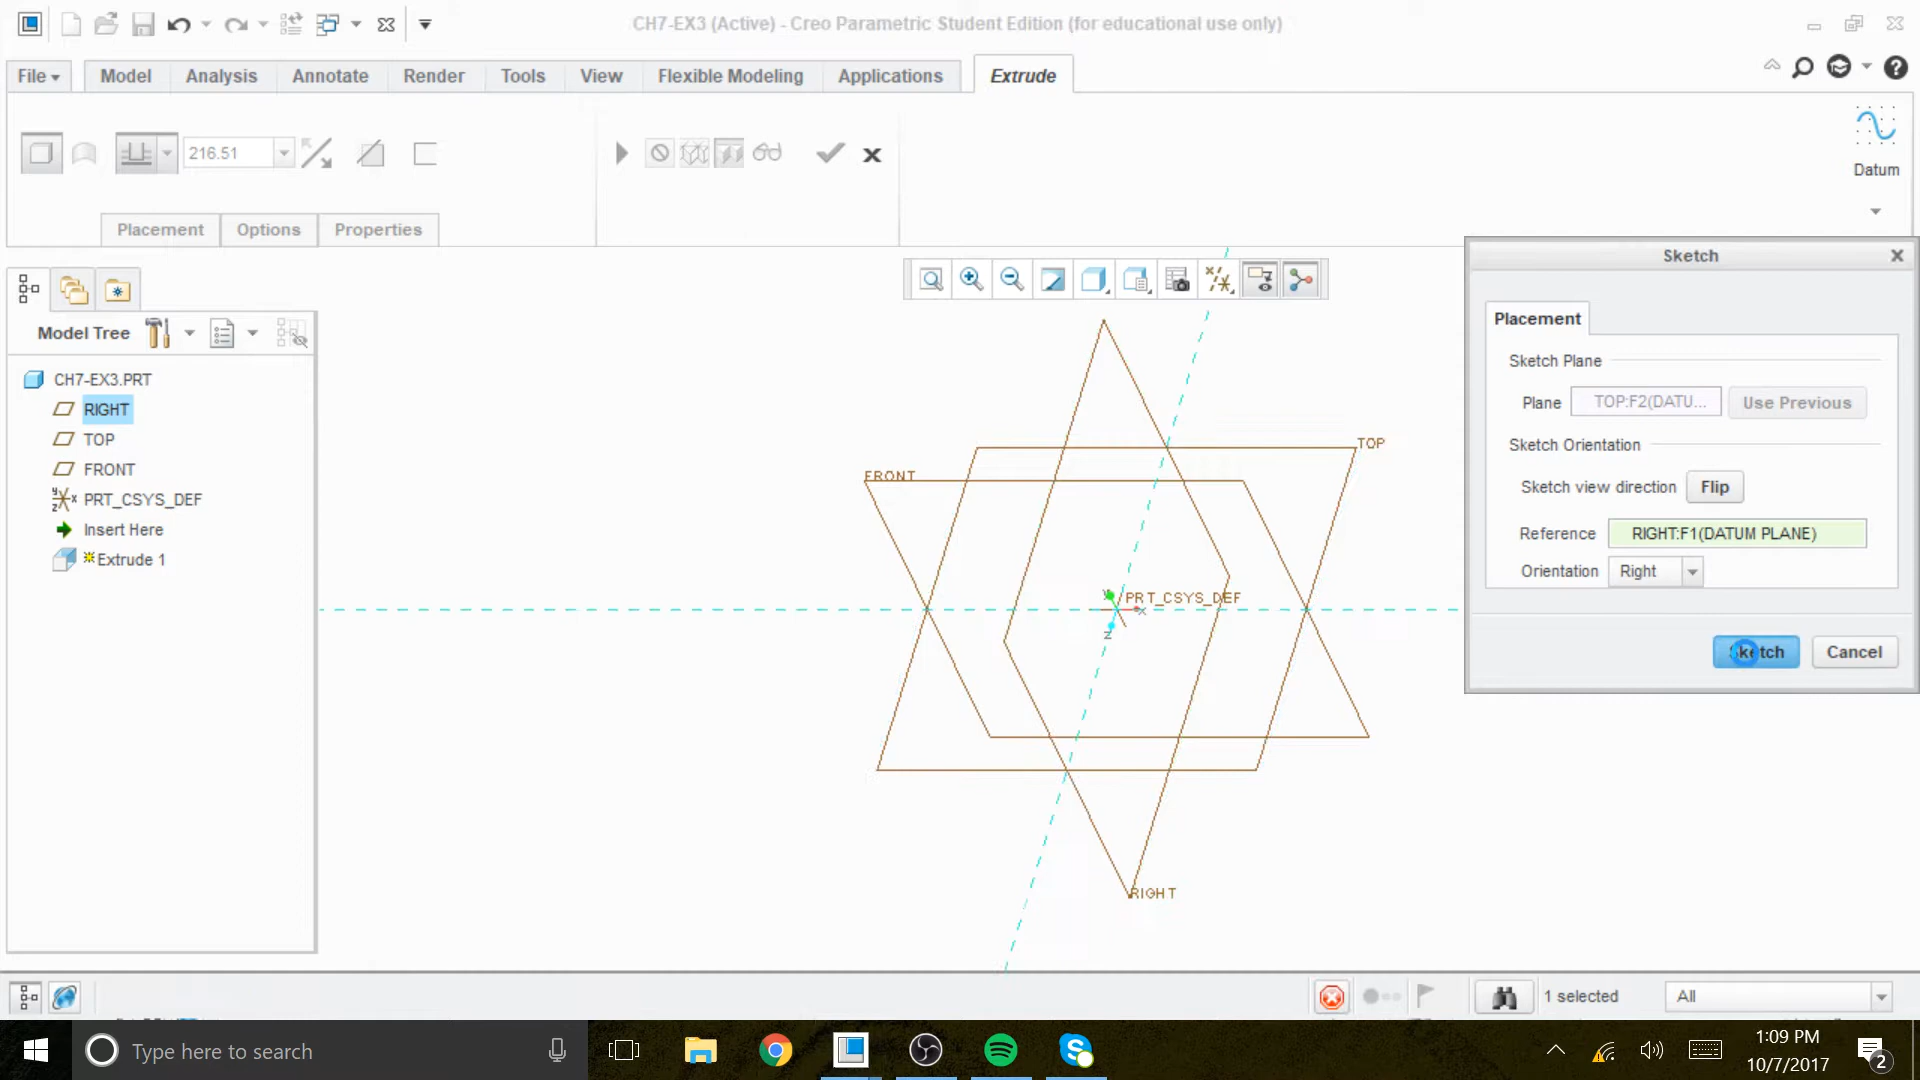 CH7-EX3 (Active) - Creo Parametric Student Edition (for educational use only)
File Model Analysis Annotate Render Tools View Flexible Modeling Applications Extrude
216.51
Datum
Placement Options Properties
Sketch
Model Tree
Placement
Sketch Plane
CH7-EX3.PRT
Plane TOP:F2(DATU... Use Previous
RIGHT
TOP
Sketch Orientation
TOP
FRONT
FRONT
Sketch view direction Flip
PRT_CSYS_DEF
Insert Here
Reference RIGHT:F1(DATUM PLANE)
Extrude 1
Orientation Right
PRT_CSYS_DEF
X
Z
Sketch Cancel
RIGHT
1 selected All
Type here to search
1:09 PM
10/7/2017
2